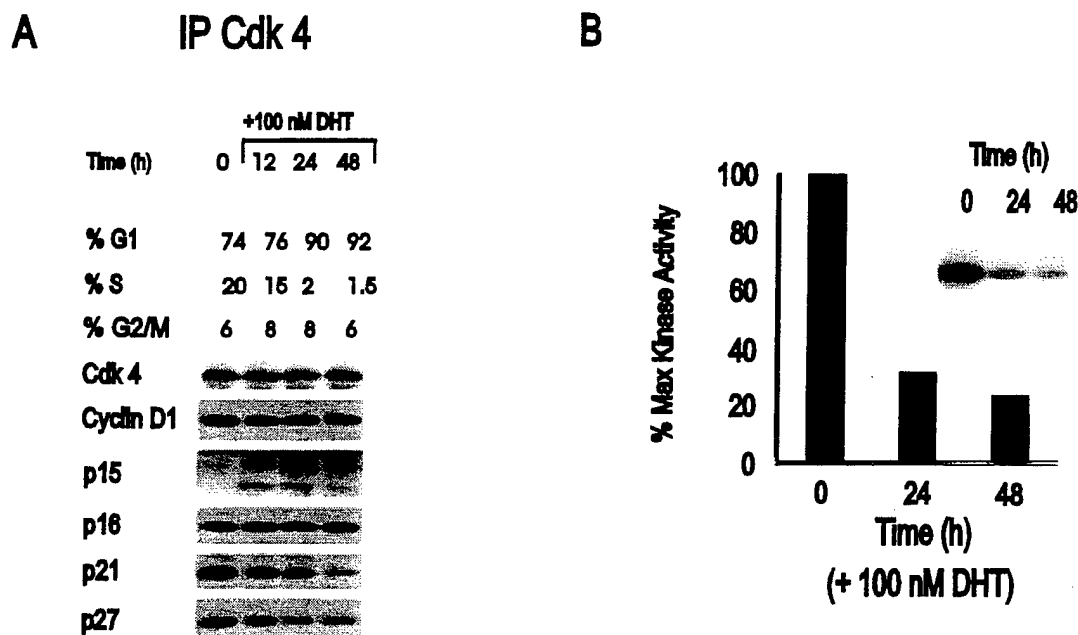 A
IP Cdk 4
+100 nM DHT
Time (h) 0 12 24 48
% G1 74 76 90 92
% S 20 15 2 1.5
% G2/M 6 8 8 6
Cdk 4
Cyclin D1
p15
p16
p21
p27
B
Time (h)
0 24 48
% Max Kinase Activity
100
80
60
40
20
0
0 24 48
Time (h)
(+ 100 nM DHT)